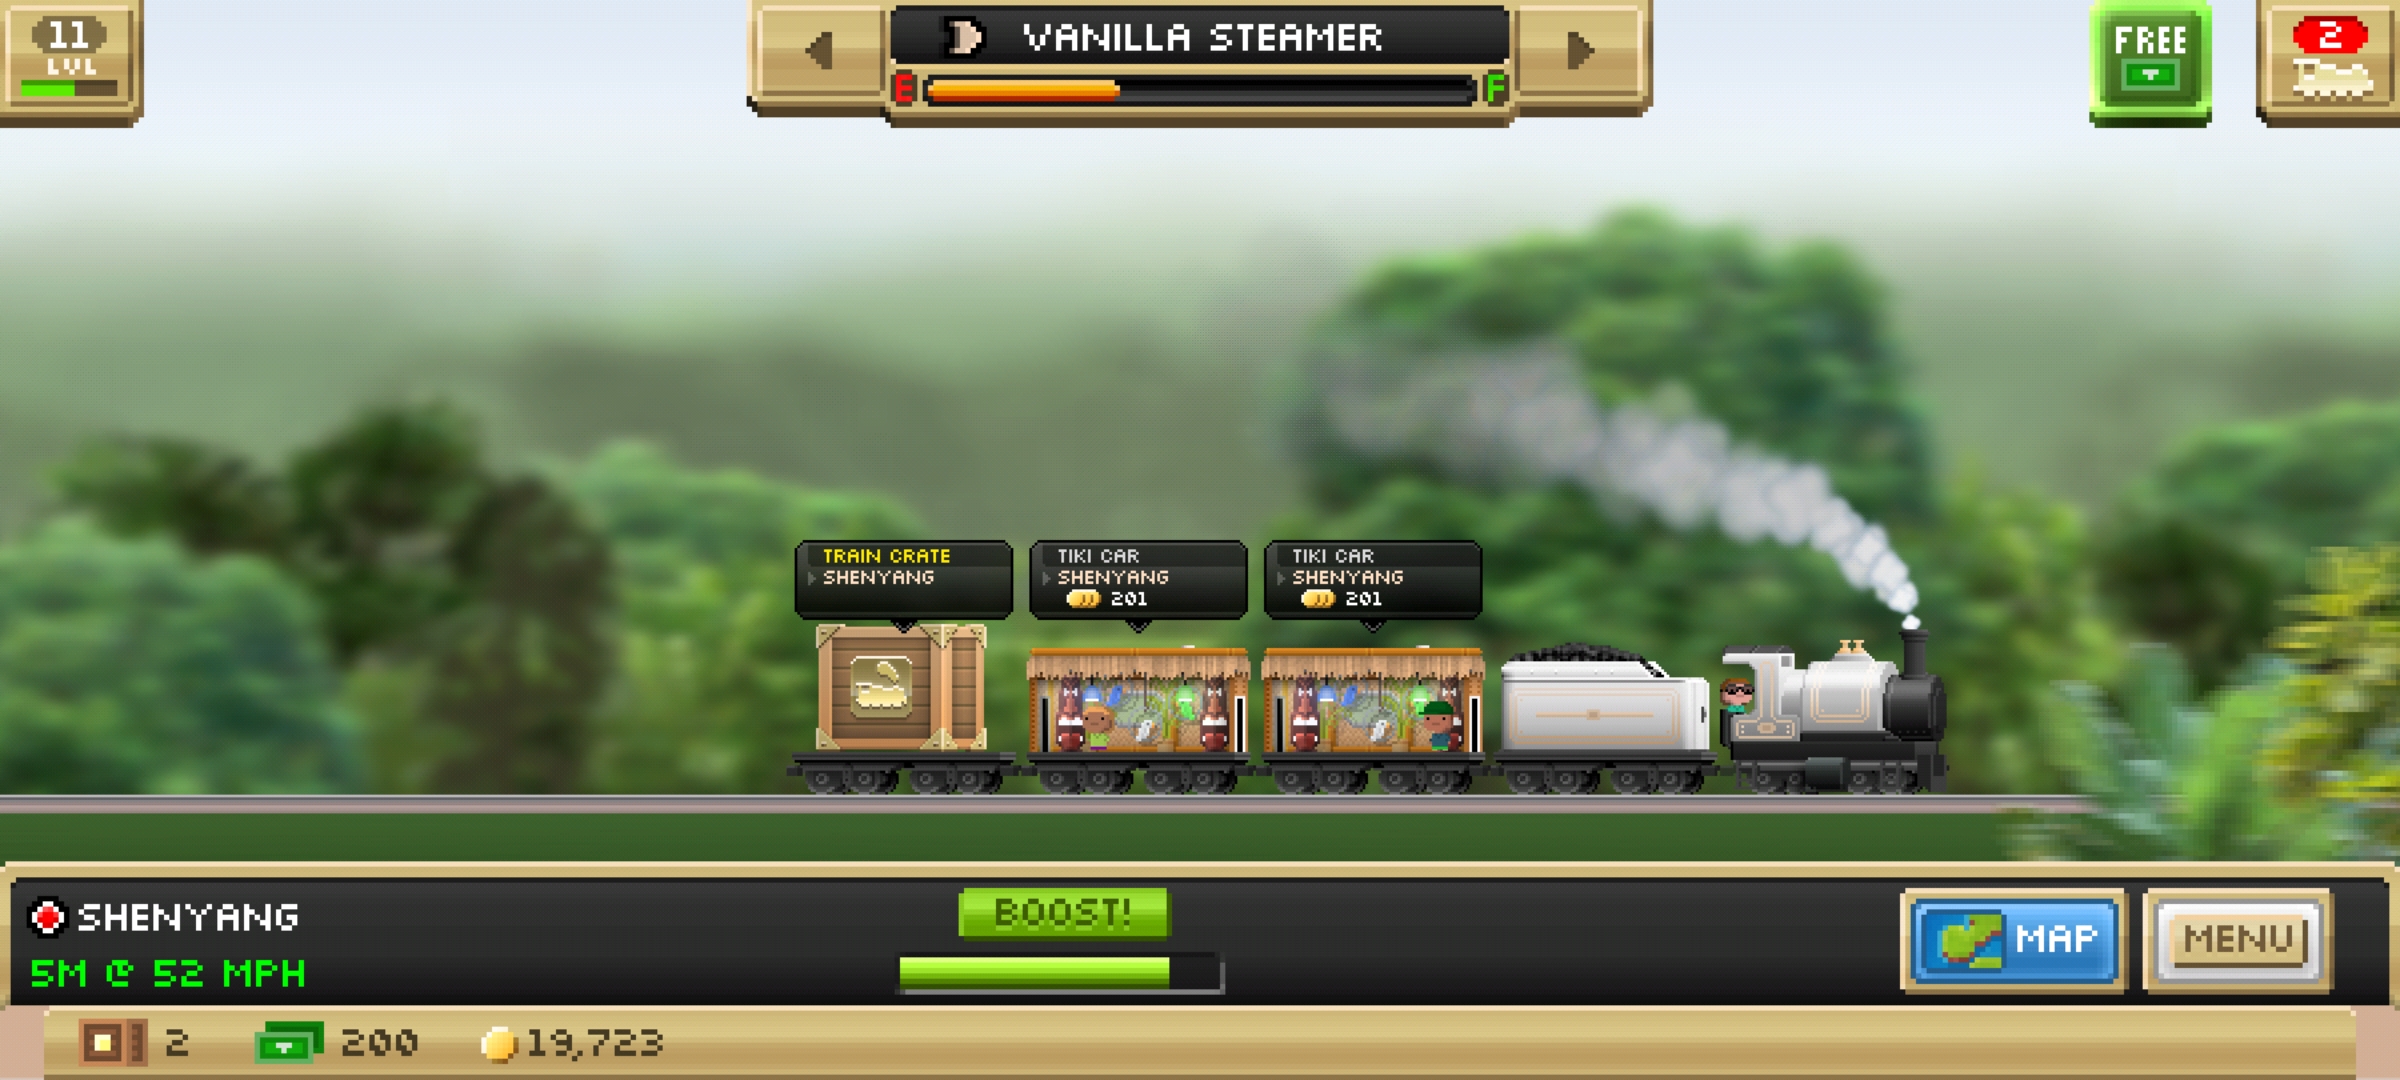 11
LVL
VANILLA STEAMER
E F
FREE
2
TRAIN CRATE
SHENYANG
TIKI CAR
SHENYANG
201
TIKI CAR
SHENYANG
201
SHENYANG
5M @ 52 MPH
BOOST!
MAP
MENU
2
200
19,723